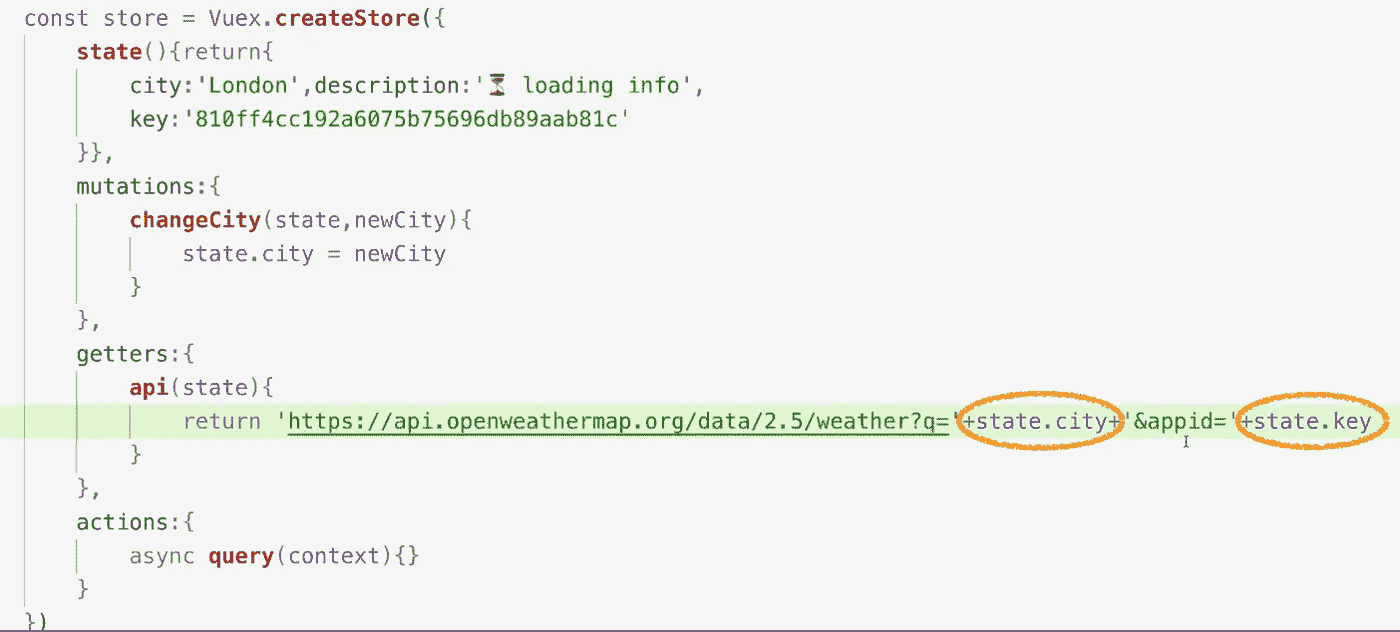 const store = Vuex.createStore({
state(){return{
city:'London',description:'⏳ loading info',
key:'810ff4cc192a6075b75696db89aab81c'
}},
mutations:{
changeCity(state,newCity){
state.city = newCity
}
},
getters:{
api(state){
return 'https://api.openweathermap.org/data/2.5/weather?q='+state.city+'&appid='+state.key
}
},
actions:{
async query(context){}
}
})